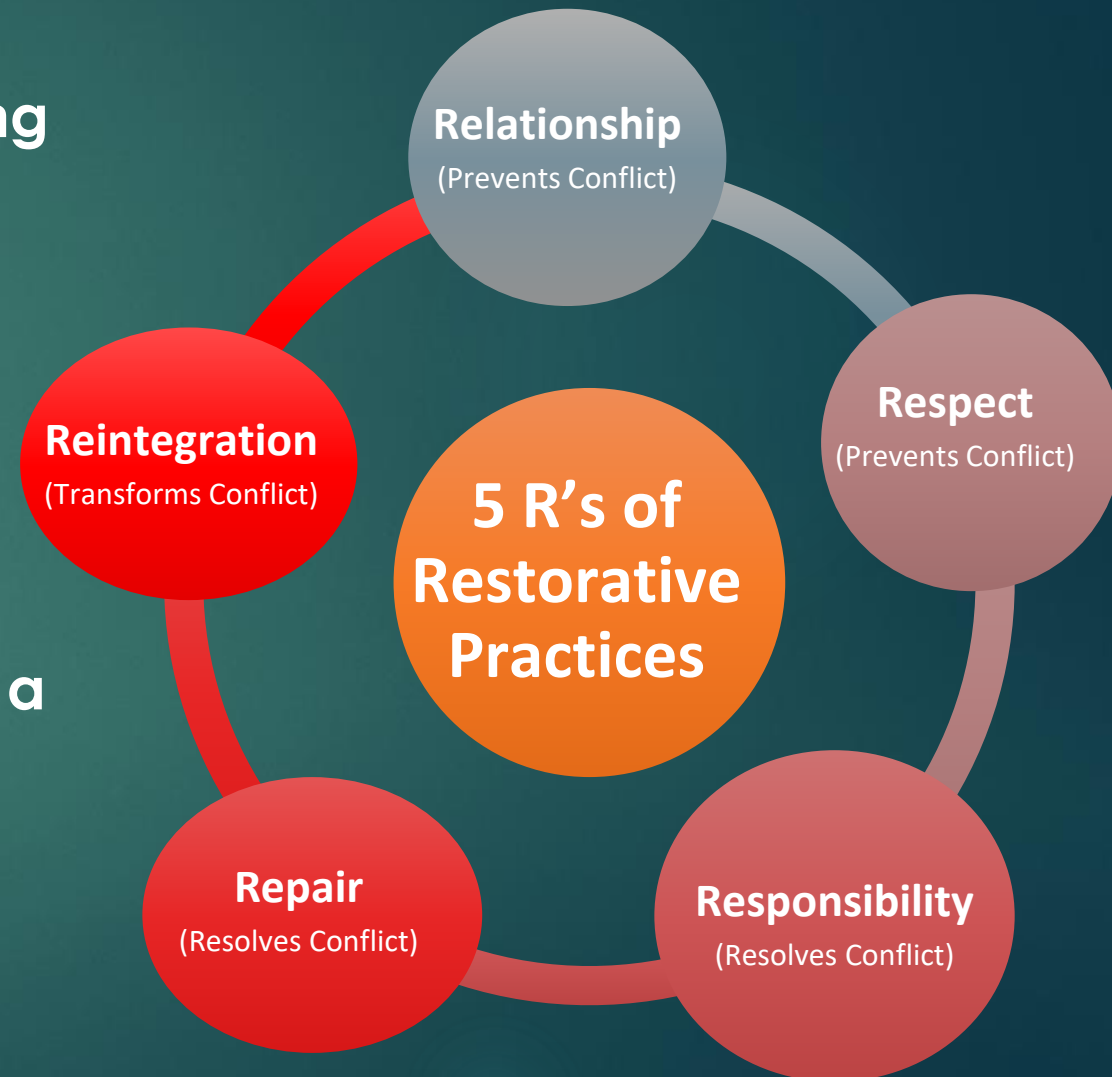 ng
a
Relationship
(Prevents Conflict)
Respect
(Prevents Conflict)
Responsibility
(Resolves Conflict)
Repair
(Resolves Conflict)
Reintegration
(Transforms Conflict)
5 R’s of
Restorative
Practices